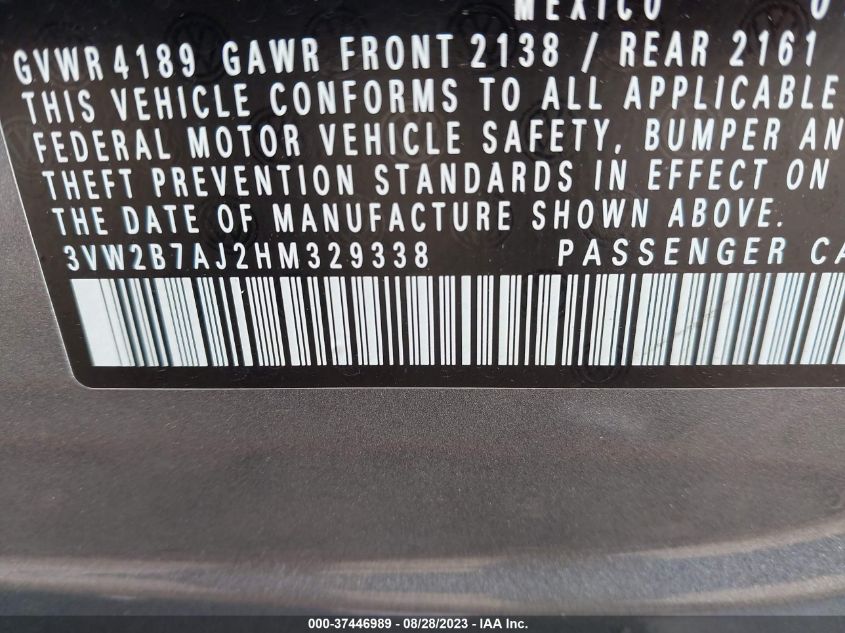 MEXICO
GVWR 4189 GAWR FRONT 2138 / REAR 2161
THIS VEHICLE CONFORMS TO ALL APPLICABLE
FEDERAL MOTOR VEHICLE SAFETY, BUMPER AN
THEFT PREVENTION STANDARDS IN EFFECT ON
THE DATE OF MANUFACTURE SHOWN ABOVE.
3VW2B7AJ2HM329338 PASSENGER CA
000-37446989 - 08/28/2023 - Copyright © 2023 IAA, Inc.